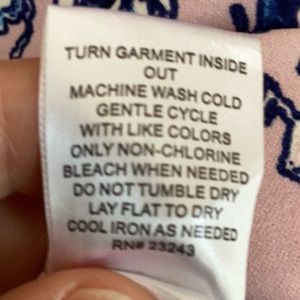 TURN GARMENT INSIDE
OUT
MACHINE WASH COLD
GENTLE CYCLE
WITH LIKE COLORS
ONLY NON-CHLORINE
BLEACH WHEN NEEDED
DO NOT TUMBLE DRY
LAY FLAT TO DRY
COOL IRON AS NEEDED
RN# 23243